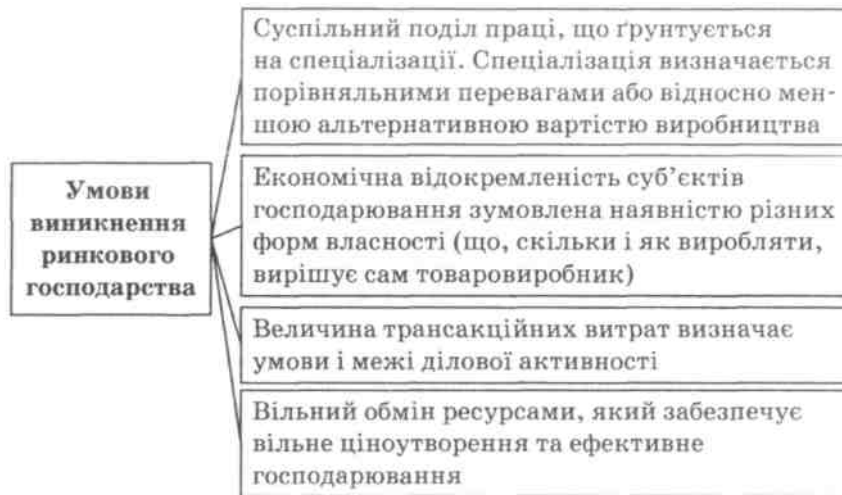 Умови
виникнення
ринкового
господарства
Суспільний поділ праці, що ґрунтується
на спеціалізації. Спеціалізація визначається
порівняльними перевагами або відносно мен-
шою альтернативною вартістю виробництва
Економічна відокремленість суб’єктів
господарювання зумовлена наявністю різних
форм власності (що, скільки і як виробляти,
вирішує сам товаровиробник)
Величина трансакційних витрат визначає
умови і межі ділової активності
Вільний обмін ресурсами, який забезпечує
вільне ціноутворення та ефективне
господарювання